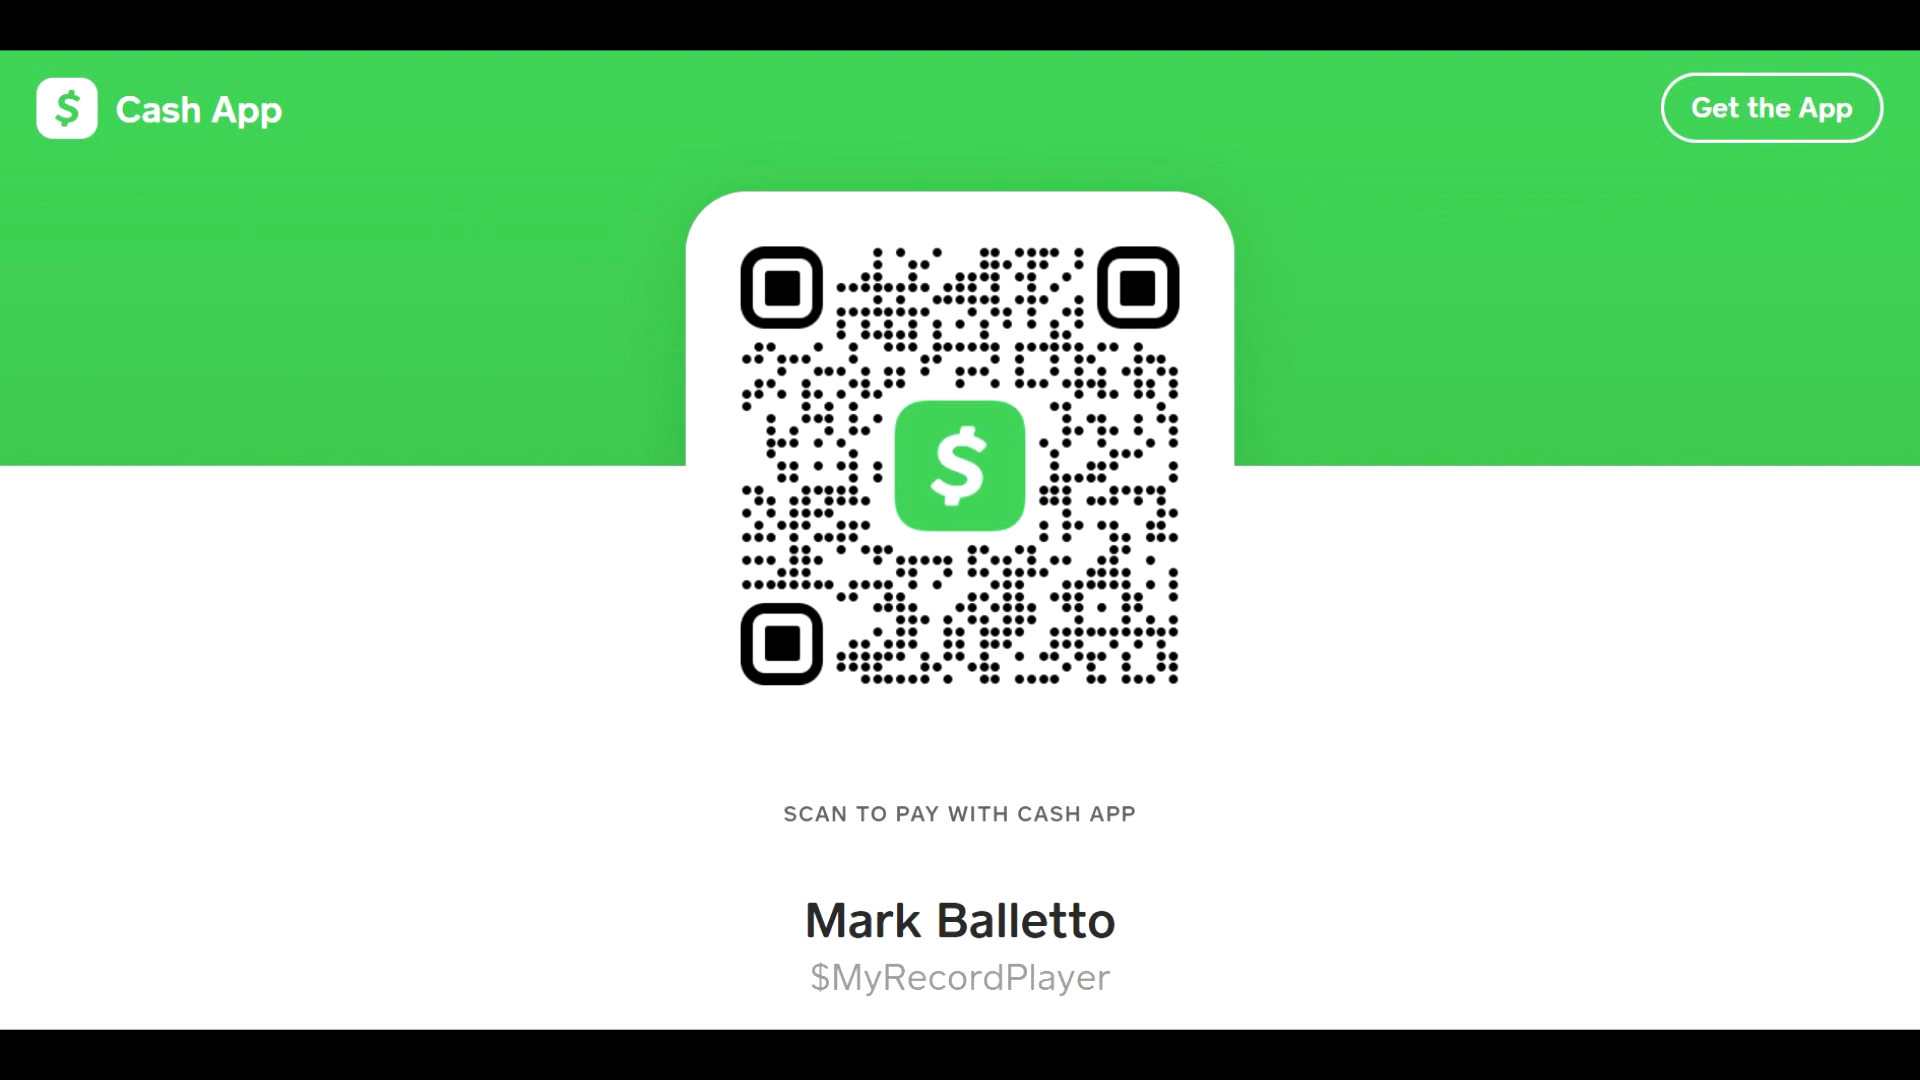 $ Cash App
Get the App
$
SCAN TO PAY WITH CASH APP
Mark Balletto
$MyRecordPlayer